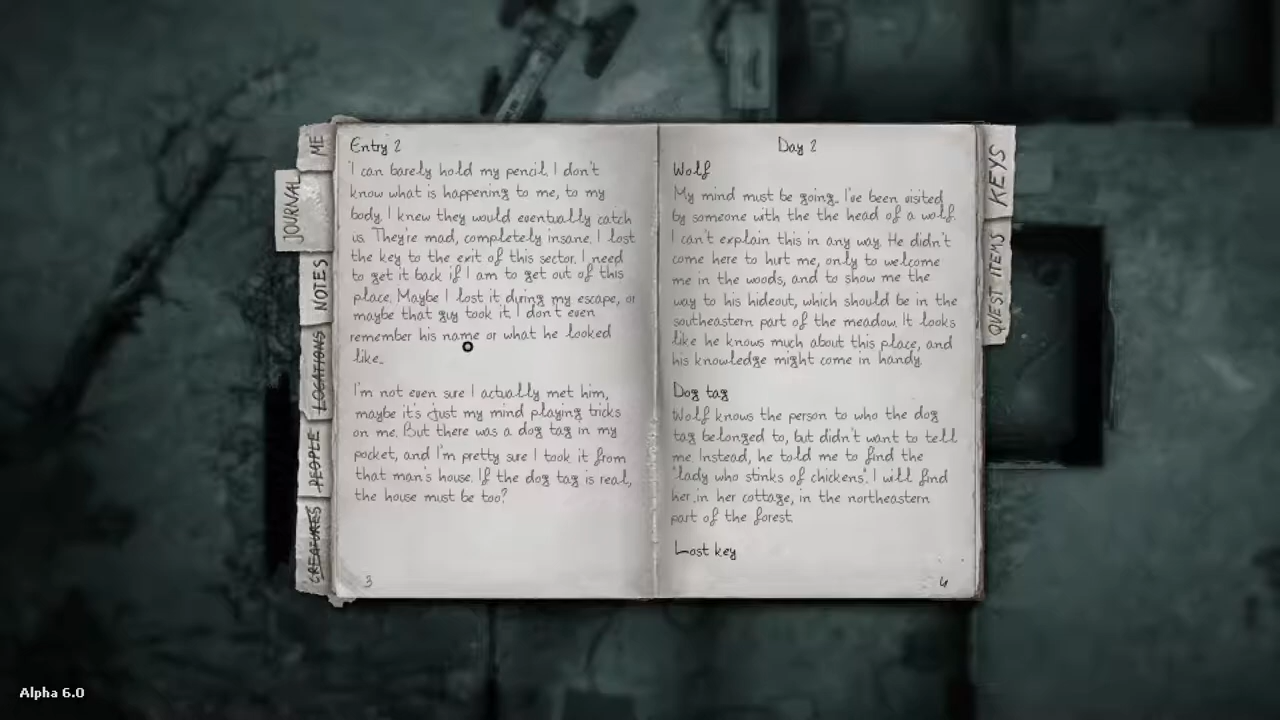 ME
JOURNAL
NOTES
LOCATIONS
PEOPLE
CREATURES
Entry 2
I can barely hold my pencil. I don't
know what is happening to me, to my
body. I knew they would eventually catch
us. They're mad, completely insane. I lost
the key to the exit of this sector. I need
to get it back if I am to get out of this
place. Maybe I lost it during my escape, or
maybe that guy took it. I don't even
remember his name or what he looked
like...
I'm not even sure I actually met him,
maybe it's just my mind playing tricks
on me. But there was a dog tag in my
pocket, and I'm pretty sure I took it from
that man's house. If the dog tag is real,
the house must be too?
3
Day 2
Wolf
My mind must be going... I've been visited
by someone with the the head of a wolf.
I can't explain this in any way. He didn't
come here to hurt me, only to welcome
me in the woods, and to show me the
way to his hideout, which should be in the
southeastern part of the meadow. It looks
like he knows much about this place, and
his knowledge might come in handy.
Dog tag
Wolf knows the person to who the dog
tag belonged to, but didn't want to tell
me. Instead, he told me to find the
"lady who stinks of chickens". I will find
her in her cottage, in the northeastern
part of the forest.
Lost key
4
KEYS
QUEST ITEMS
Alpha 6.0